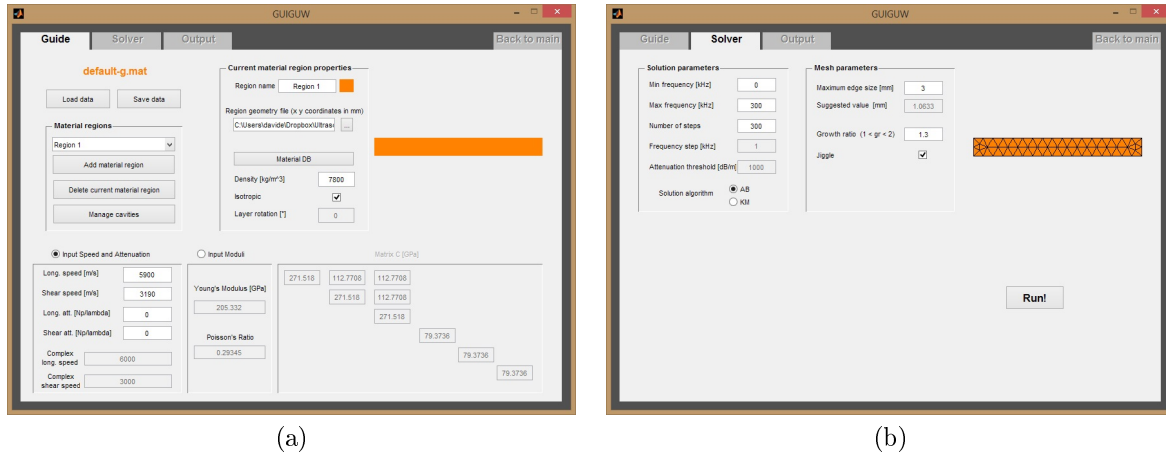 GUIGUW
Guide Solver Output Back to main
default-g.mat
Load data Save data
Material regions
Region 1
Add material region
Delete current material region
Manage cavities
Current material region properties
Region name Region 1
Region geometry file (x y coordinates in mm)
C:\Users\davide\Dropbox\Ultras ...
Material DB
Density [kg/m^3] 7800
Isotropic
Layer rotation [°] 0
Input Speed and Attenuation
Long. speed [m/s] 5900
Shear speed [m/s] 3190
Long. att. [Np/lambda] 0
Shear att. [Np/lambda] 0
Complex
long. speed 6000
Complex
shear speed 3000
Input Moduli
Young's Modulus [GPa]
205.332
Poisson's Ratio
0.29345
Matrix C [GPa]
271.518 112.7708 112.7708
271.518 112.7708
271.518
79.3736
79.3736
79.3736
(a)
GUIGUW
Guide Solver Output Back to main
Solution parameters
Min frequency [kHz] 0
Max frequency [kHz] 300
Number of steps 300
Frequency step [kHz] 1
Attenuation threshold [dB/m] 1000
Solution algorithm AB
KM
Mesh parameters
Maximum edge size [mm] 3
Suggested value [mm] 1.0633
Growth ratio (1 < gr < 2) 1.3
Jiggle
Run!
(b)